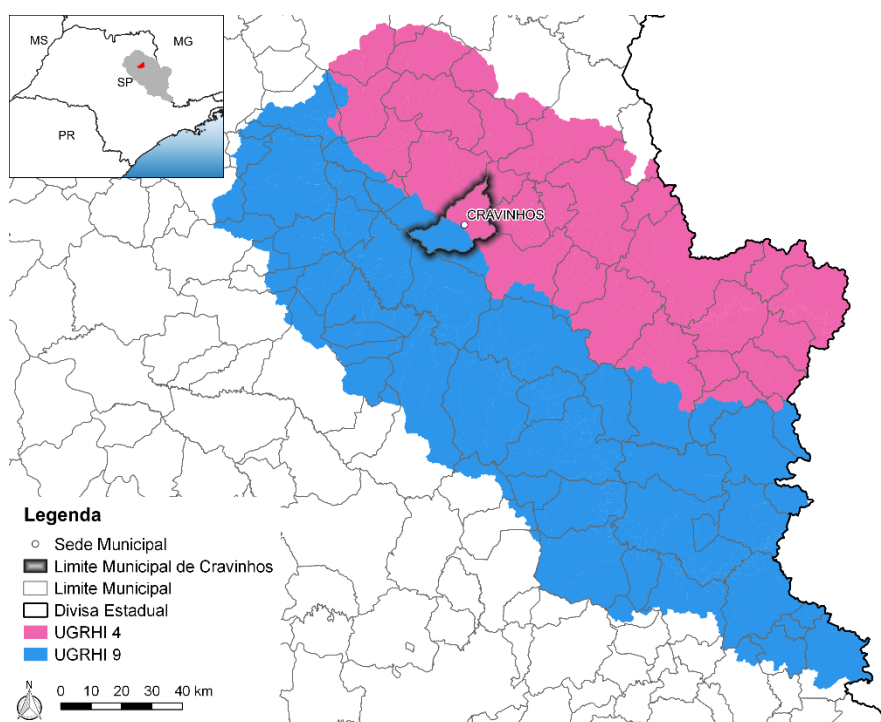 MS
MG
SP
PR
CRAVINHOS
Legenda
Sede Municipal
Limite Municipal de Cravinhos
Limite Municipal
Divisa Estadual
UGRHI 4
UGRHI 9
N
0 10 20 30 40 km